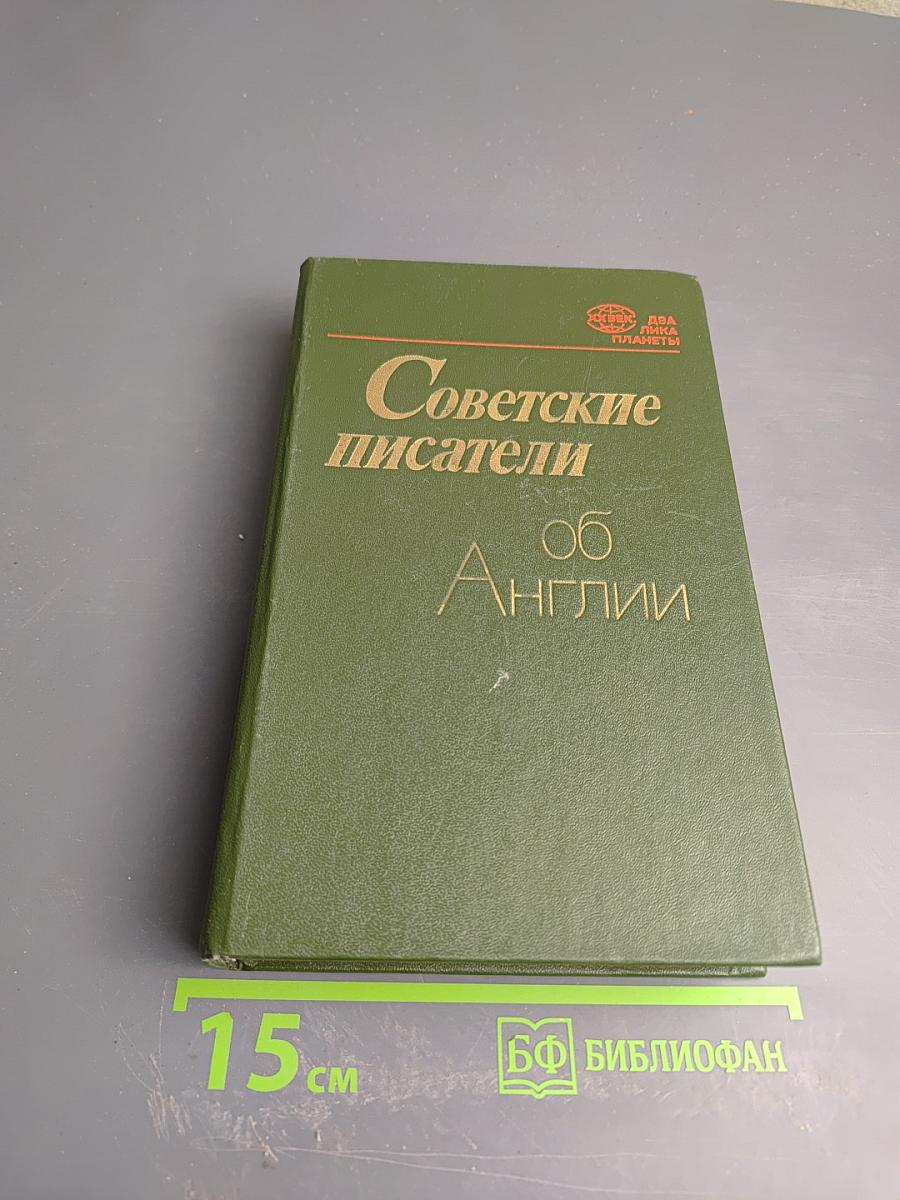 XX ВЕК.
ДВА
ЛИКА
ПЛАНЕТЫ
Советские
писатели
об
Англии
15 см
БФ БИБЛИОФАН